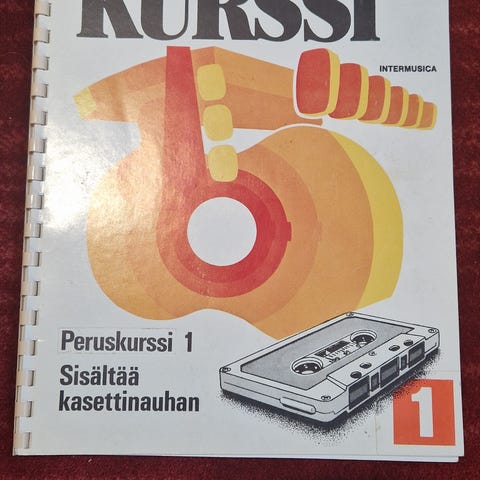 KURSSI
INTERMUSICA
Peruskurssi 1
Sisältää
kasettinauhan
1